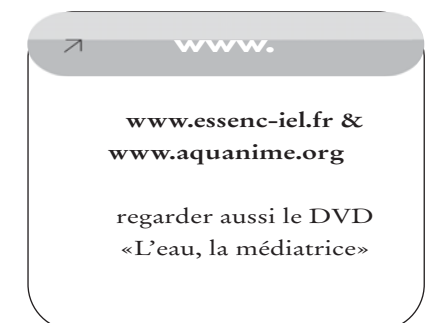 www.
www.essenc-iel.fr &
www.aquanime.org
regarder aussi le DVD
«L’eau, la médiatrice»